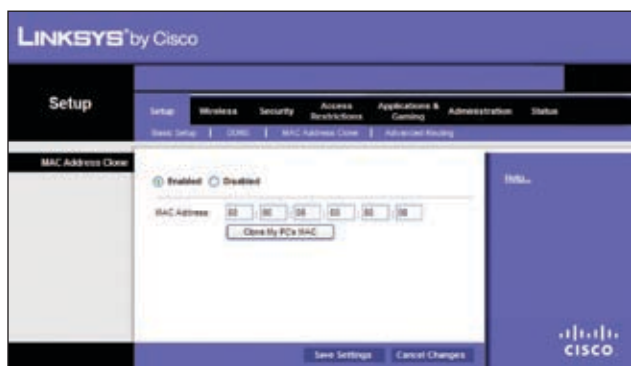 LINKSYS® by Cisco
Setup
Setup Wireless Security Access Restrictions Applications & Gaming Administration Status
Basic Setup | DDNS | MAC Address Clone | Advanced Routing
MAC Address Clone
Enabled Disabled
Help...
MAC Address: : : : : :
Clone My PC's MAC
Save Settings Cancel Changes
CISCO